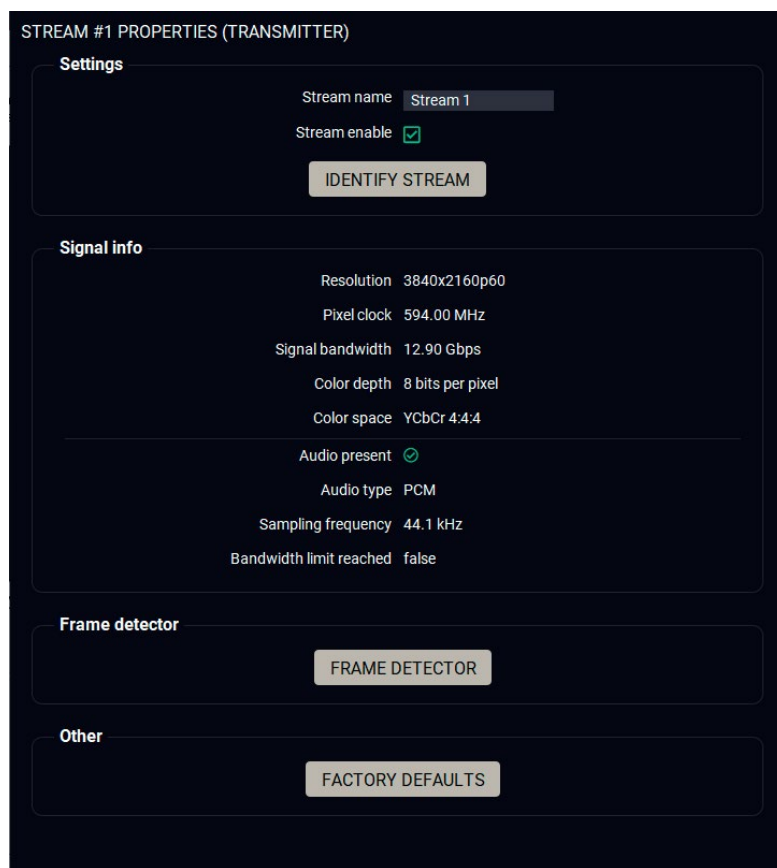 STREAM #1 PROPERTIES (TRANSMITTER)
Settings
Stream name Stream 1
Stream enable
IDENTIFY STREAM
Signal info
Resolution 3840x2160p60
Pixel clock 594.00 MHz
Signal bandwidth 12.90 Gbps
Color depth 8 bits per pixel
Color space YCbCr 4:4:4
Audio present
Audio type PCM
Sampling frequency 44.1 kHz
Bandwidth limit reached false
Frame detector
FRAME DETECTOR
Other
FACTORY DEFAULTS